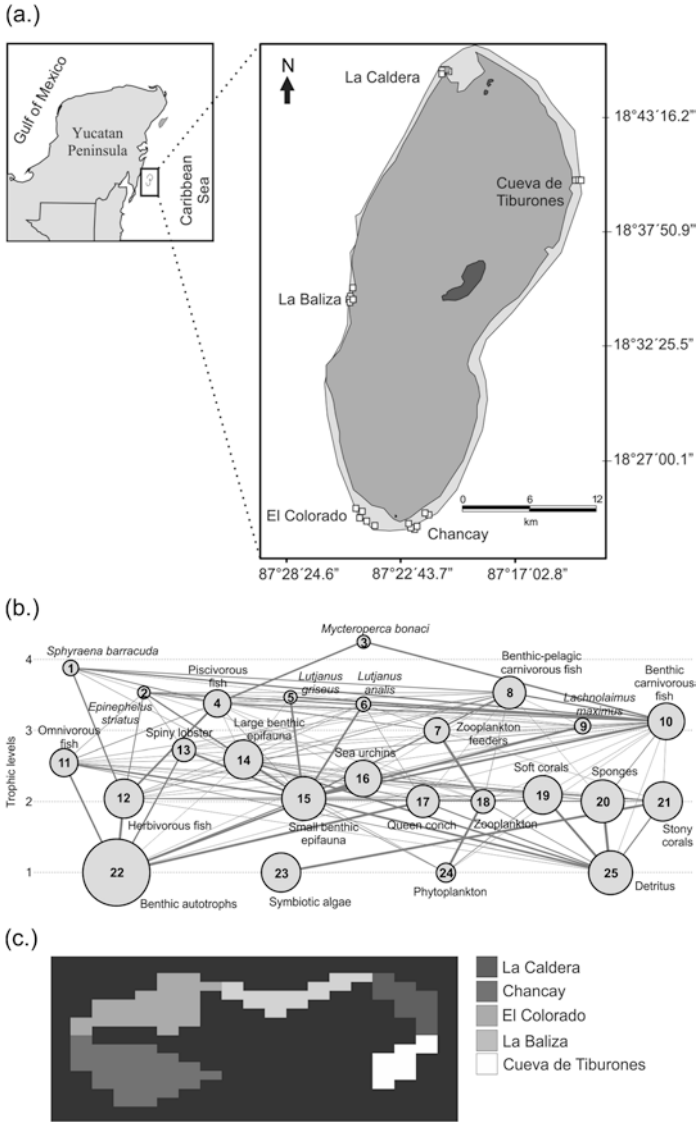 (a.)
Gulf of Mexico
Yucatan
Peninsula
Caribbean
Sea
N
La Caldera
Cueva de
Tiburones
La Baliza
El Colorado
Chancay
0 6 12
km
18°43´16.2”
18°37´50.9”
18°32´25.5”
18°27´00.1”
87°28´24.6” 87°22´43.7” 87°17´02.8”
(b.)
Trophic levels
4
3
2
1
Sphyraena barracuda
1
Mycteroperca bonaci
3
Epinephelus
striatus
2
Piscivorous
fish
4
Lutjanus
griseus
5
Lutjanus
analis
6
Benthic-pelagic
carnivorous fish
8
Lachnolaimus
maximus
9
Benthic
carnivorous
fish
10
Omnivorous
fish
11
Spiny lobster
13
Large benthic
epifauna
14
7
Zooplankton
feeders
Sea urchins
16
Soft corals
19
Sponges
20
12
Herbivorous fish
15
Small benthic
epifauna
17
Queen conch
18
Zooplankton
21
Stony
corals
22
Benthic autotrophs
23
Symbiotic algae
24
Phytoplankton
25
Detritus
(c.)
La Caldera
Chancay
El Colorado
La Baliza
Cueva de Tiburones